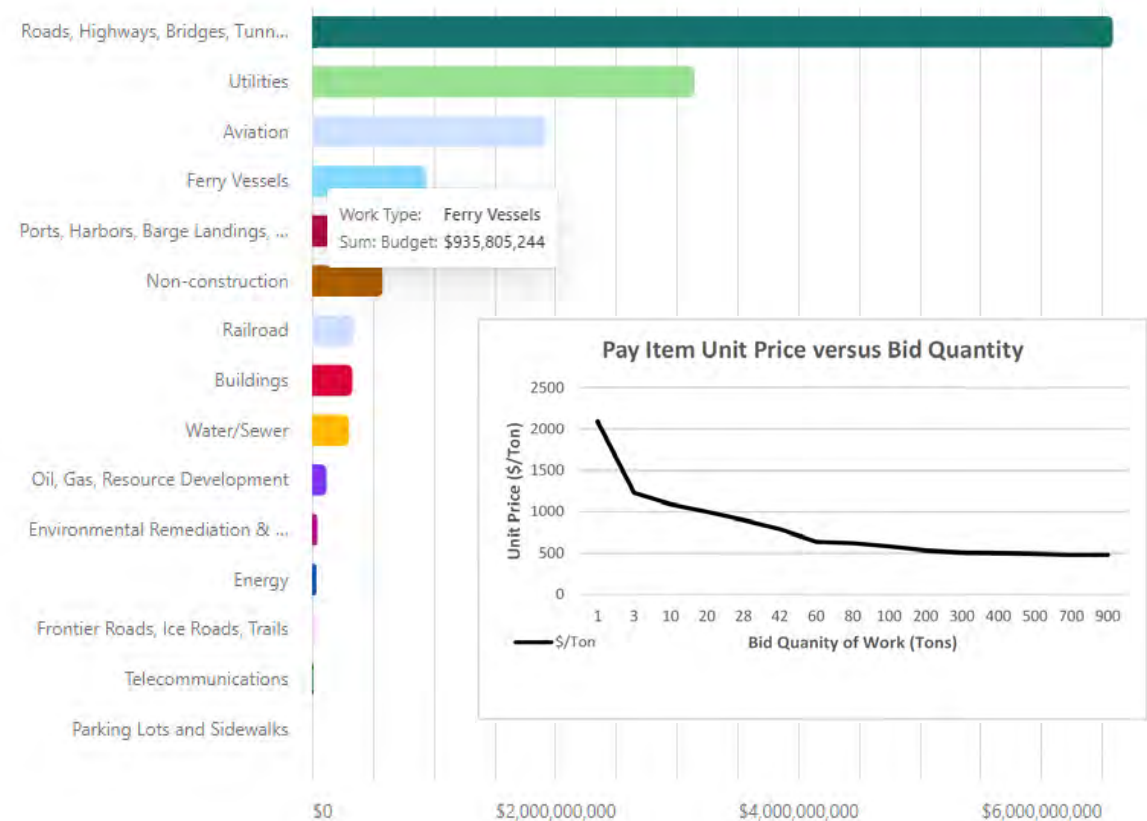 Roads, Highways, Bridges, Tunn...
Utilities
Aviation
Ferry Vessels
Work Type: Ferry Vessels
Ports, Harbors, Barge Landings, ...
Sum: Budget: $935,805,244
Non-construction
Railroad
Buildings
Water/Sewer
Oil, Gas, Resource Development
Environmental Remediation & ...
Energy
Frontier Roads, Ice Roads, Trails
Telecommunications
Parking Lots and Sidewalks
$0 $2,000,000,000 $4,000,000,000 $6,000,000,000
Pay Item Unit Price versus Bid Quantity
Unit Price ($/Ton)
2500
2000
1500
1000
500
0
1 3 10 20 28 42 60 80 100 200 300 400 500 700 900
$/Ton
Bid Quanity of Work (Tons)